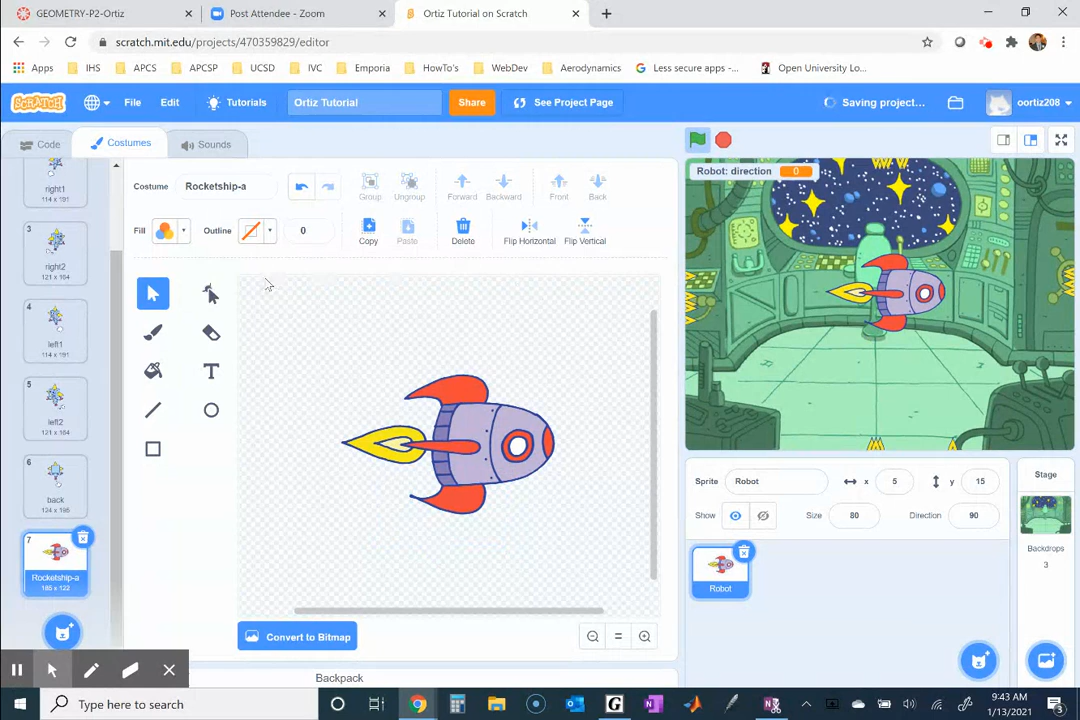 GEOMETRY-P2-Ortiz
Post Attendee - Zoom
Ortiz Tutorial on Scratch
scratch.mit.edu/projects/470359829/editor
Apps
IHS
APCS
APCSP
UCSD
IVC
Emporia
HowTo's
WebDev
Aerodynamics
Less secure apps -...
Open University Lo...
SCRATCH
File
Edit
Tutorials
Ortiz Tutorial
Share
See Project Page
Saving project...
oortiz208
Code
Costumes
Sounds
right1
114 x 191
3
right2
121 x 164
4
left1
114 x 191
5
left2
121 x 164
6
back
124 x 195
7
Rocketship-a
185 x 122
Costume
Rocketship-a
Group
Ungroup
Forward
Backward
Front
Back
Fill
Outline
0
Copy
Paste
Delete
Flip Horizontal
Flip Vertical
T
Convert to Bitmap
Backpack
Robot: direction 0
Sprite
Robot
x
5
y
15
Show
Size
80
Direction
90
Robot
Stage
Backdrops
3
Type here to search
9:43 AM
1/13/2021
3